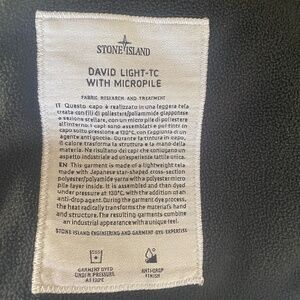 STONE ISLAND
DAVID LIGHT-TC
WITH MICROPILE
FABRIC RESEARCH AND TREATMENT
IT Questo capo è realizzato in una leggera tela
con fili di poliestere/poliammide giapponese
a sezione stellare, con un micropile di poliestere
all'interno. I capi sono assemblati e poi tinti in
capo sotto pressione a 130°C, con l'aggiunta di un
agente anti goccia. Durante la tintura in capo,
il calore trasforma la struttura e la mano della
materia. Ne risultano dei capi che coniugano un
aspetto industriale ad un'esperienza tattile unica.
EN This garment is made of a lightweight tela
made with Japanese star-shaped, cross-section
polyester/polyamide yarns with a polyester micro
pile layer inside. It is assembled and then dyed
under pressure at 130°C, with the addition of an
anti-drop agent. During the garment dye process,
the heat radically transforms the material's hand
and structure. The resulting garments combine
an industrial appearance with a unique feel.
STONE ISLAND ENGINEERING AND GARMENT DYE EXPERTISE
GARMENT DYED
UNDER PRESSURE
AT 130°C
ANTI-DROP
FINISH